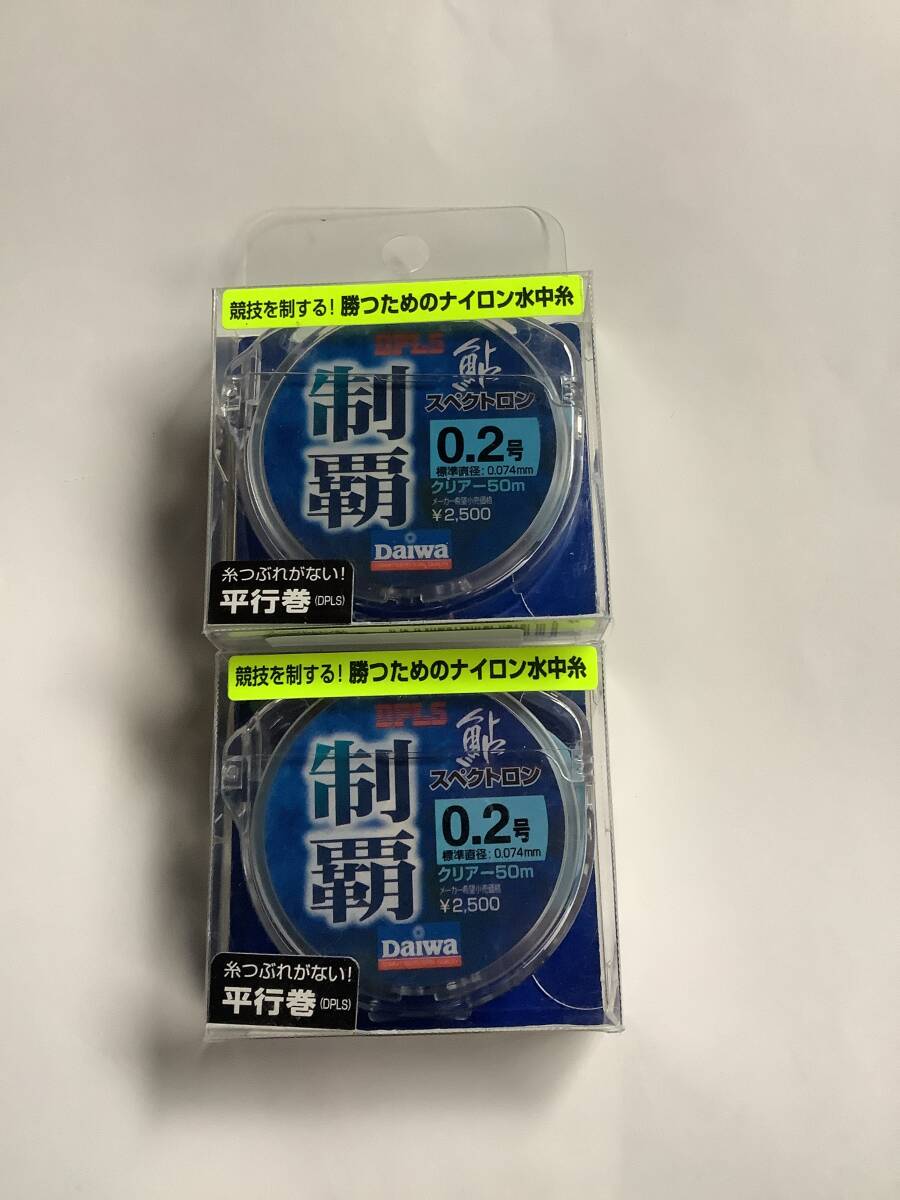 競技を制する!勝つためのナイロン水中糸
DPLS
鮎
スペクトロン
制覇
0.2号
標準直径:0.074mm
クリアー50m
メーカー希望小売価格
¥2,500
Daiwa
糸つぶれがない!
平行巻(DPLS)
競技を制する!勝つためのナイロン水中糸
DPLS
鮎
スペクトロン
制覇
0.2号
標準直径:0.074mm
クリアー50m
メーカー希望小売価格
¥2,500
Daiwa
糸つぶれがない!
平行巻(DPLS)